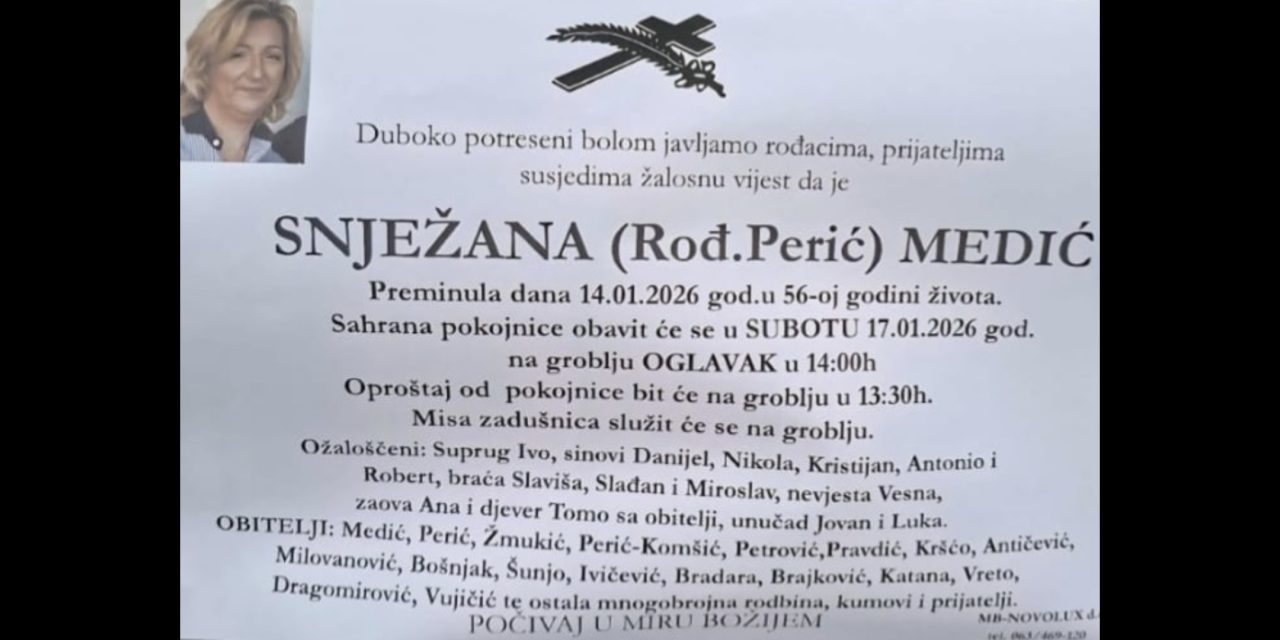 Duboko potreseni bolom javljamo rođacima, prijateljima
susjedima žalosnu vijest da je
SNJEŽANA (Rođ.Perić) MEDIĆ
Preminula dana 14.01.2026 god.u 56-oj godini života.
Sahrana pokojnice obavit će se u SUBOTU 17.01.2026 god.
na groblju OGLAVAK u 14:00h
Oproštaj od pokojnice bit će na groblju u 13:30h.
Misa zadušnica služit će se na groblju.
Ožalošćeni: Suprug Ivo, sinovi Danijel, Nikola, Kristijan, Antonio i
Robert, braća Slaviša, Slađan i Miroslav, nevjesta Vesna,
zaova Ana i djever Tomo sa obitelji, unučad Jovan i Luka.
OBITELJI: Medić, Perić, Žmukić, Perić-Komšić, Petrović,Pravdić, Kršćo, Antičević,
Milovanović, Bošnjak, Šunjo, Ivičević, Bradara, Brajković, Katana, Vreto,
Dragomirović, Vujičić te ostala mnogobrojna rodbina, kumovi i prijatelji.
POČIVAJ U MIRU BOŽIJEM
MB-NOVOLUX d.
tel.